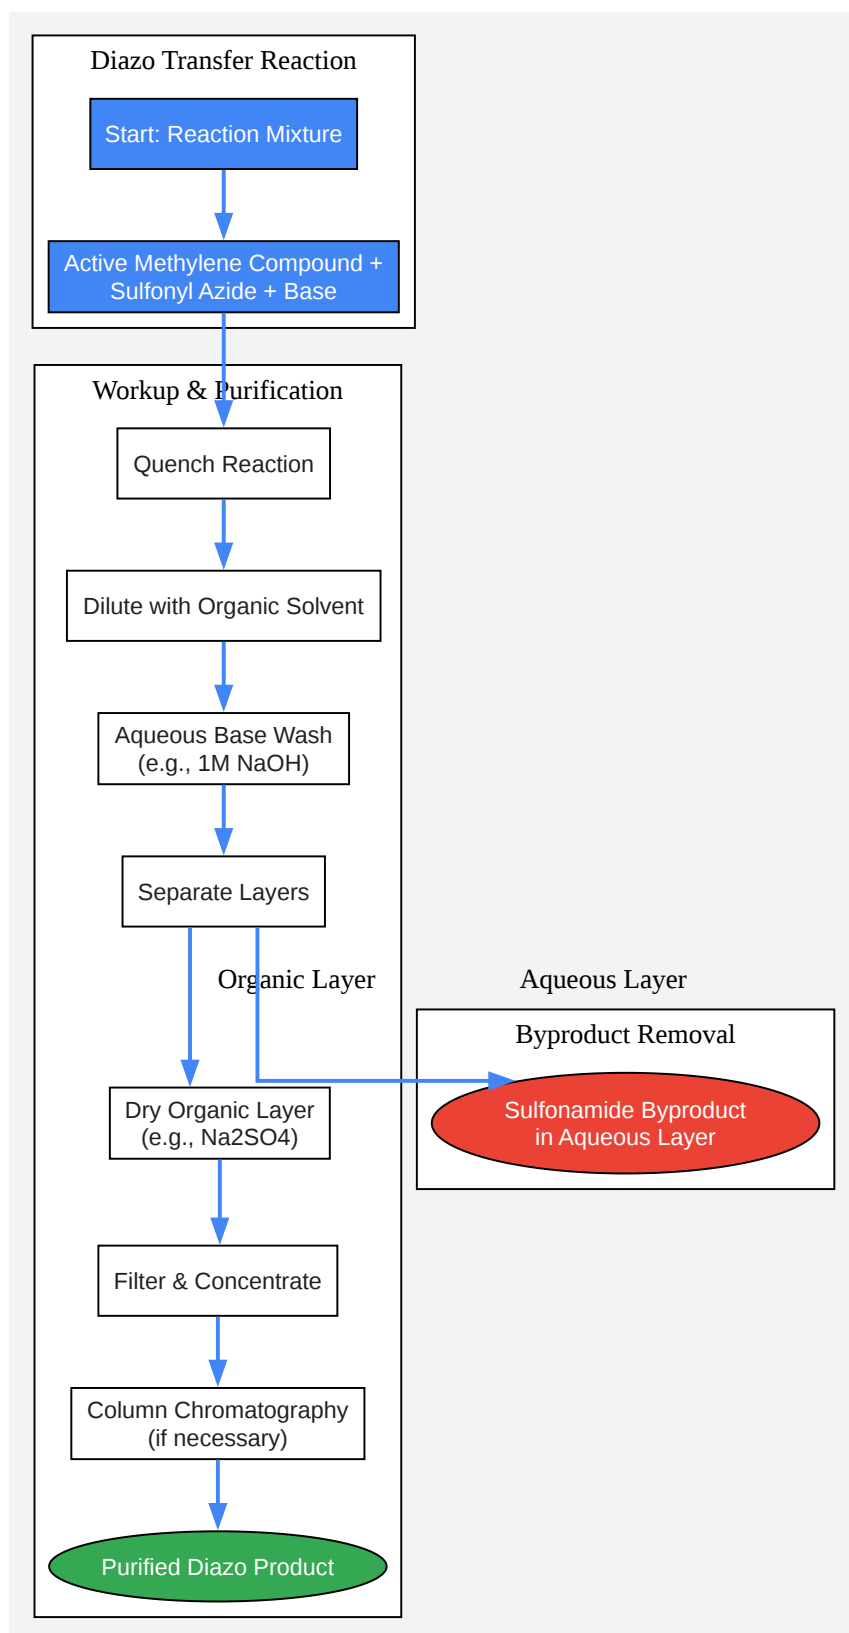 Diazo Transfer Reaction
Start: Reaction Mixture
Active Methylene Compound +
Sulfonyl Azide + Base
Workup & Purification
Quench Reaction
Dilute with Organic Solvent
Aqueous Base Wash
(e.g., 1M NaOH)
Separate Layers
Organic Layer
Aqueous Layer
Byproduct Removal
Sulfonamide Byproduct
in Aqueous Layer
Dry Organic Layer
(e.g., Na2SO4)
Filter & Concentrate
Column Chromatography
(if necessary)
Purified Diazo Product